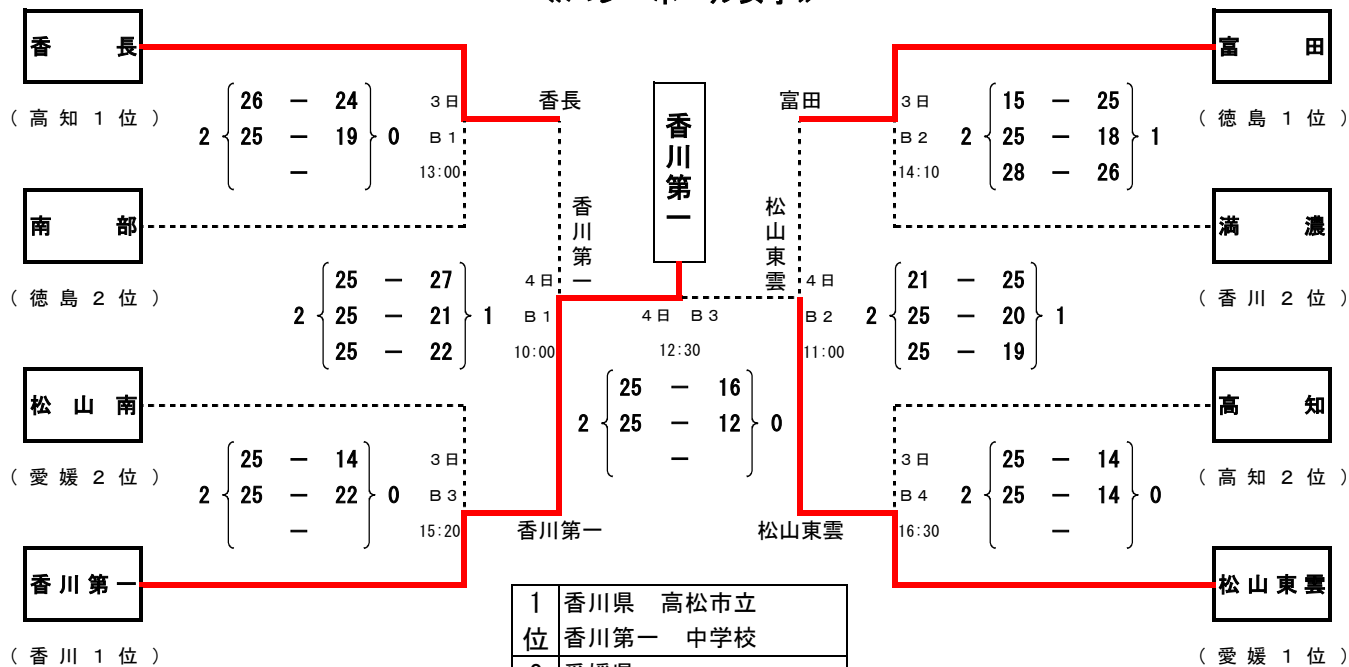 香長
(高知1位)
2 26 － 24 0
25 － 19
－
3日
B1
13:00
香長
南部
(徳島2位)
香川第一
2 25 － 27 1
25 － 21
25 － 22
4日
B1
10:00
松山南
(愛媛2位)
2 25 － 14 0
25 － 22
－
3日
B3
15:20
香川第一
香川第一
(香川1位)
香川第一
4日 B3
12:30
2 25 － 16 0
25 － 12
－
富田
富田
(徳島1位)
3日
B2
14:10
2 15 － 25 1
25 － 18
28 － 26
満濃
(香川2位)
松山東雲
4日
B2
11:00
2 21 － 25 1
25 － 20
25 － 19
高知
(高知2位)
3日
B4
16:30
2 25 － 14 0
25 － 14
－
松山東雲
松山東雲
(愛媛1位)
1位 香川県 高松市立
香川第一 中学校